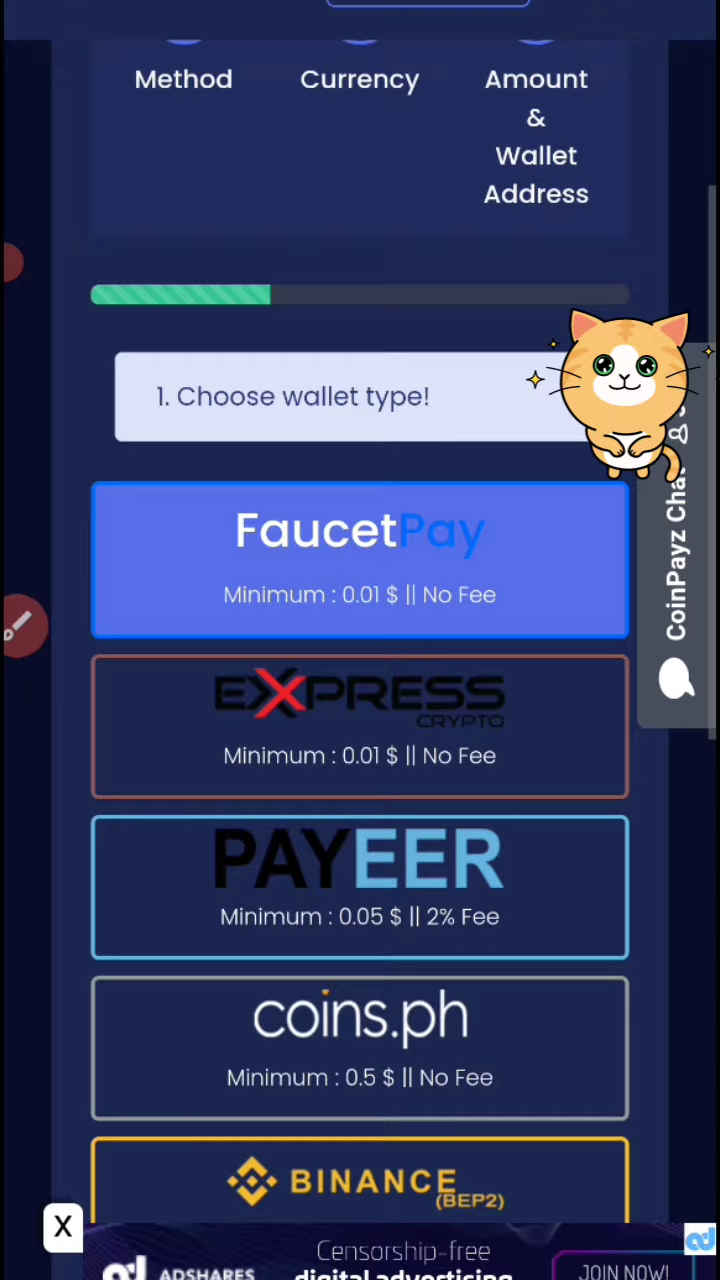 Method
Currency
Amount
&
Wallet
Address
1. Choose wallet type!
FaucetPay
Minimum : 0.01 $ || No Fee
EXPRESS
CRYPTO
Minimum : 0.01 $ || No Fee
PAYEER
Minimum : 0.05 $ || 2% Fee
coins.ph
Minimum : 0.5 $ || No Fee
BINANCE
(BEP2)
CoinPayz Chat
X
ad ADSHARES
Censorship-free
digital advertising
JOIN NOW!